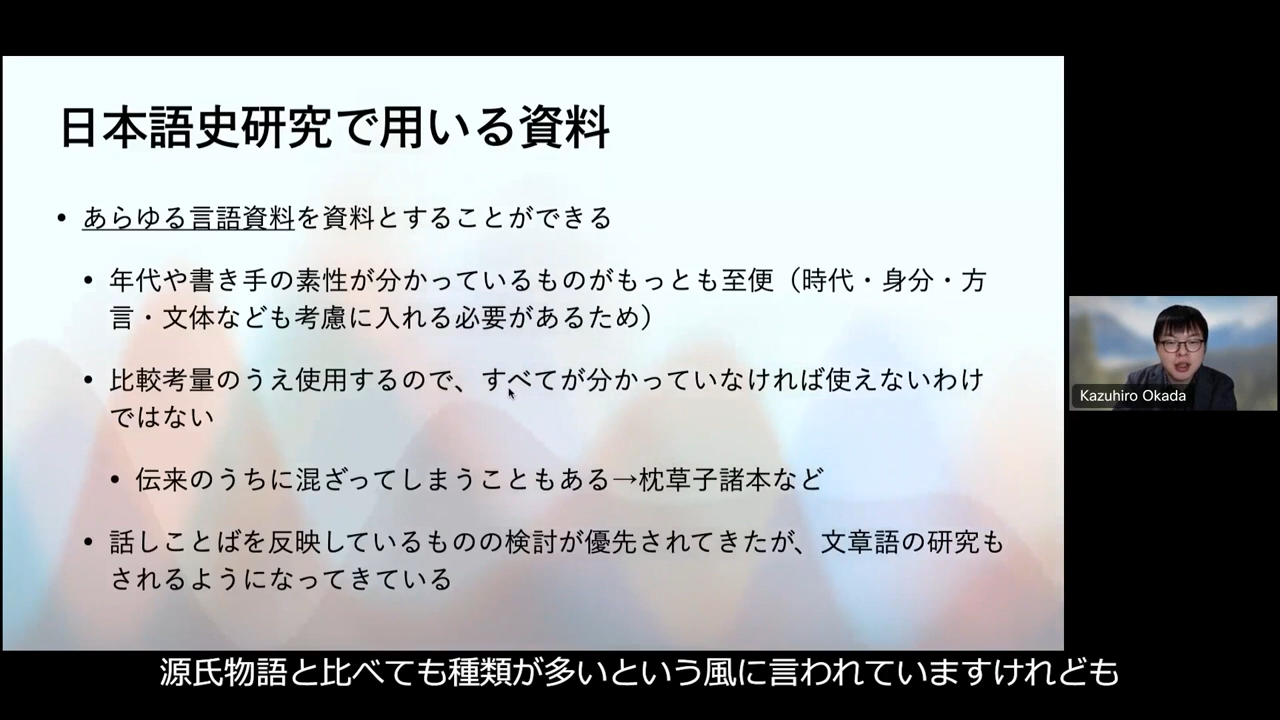 日本語史研究で用いる資料
• あらゆる言語資料を資料とすることができる
• 年代や書き手の素性が分かっているものがもっとも至便（時代・身分・方
言・文体なども考慮に入れる必要があるため）
• 比較考量のうえ使用するので、すべてが分かっていなければ使えないわけ
ではない
• 伝来のうちに混ざってしまうこともある→枕草子諸本など
• 話しことばを反映しているものの検討が優先されてきたが、文章語の研究も
されるようになってきている
Kazuhiro Okada
源氏物語と比べても種類が多いという風に言われていますけれども